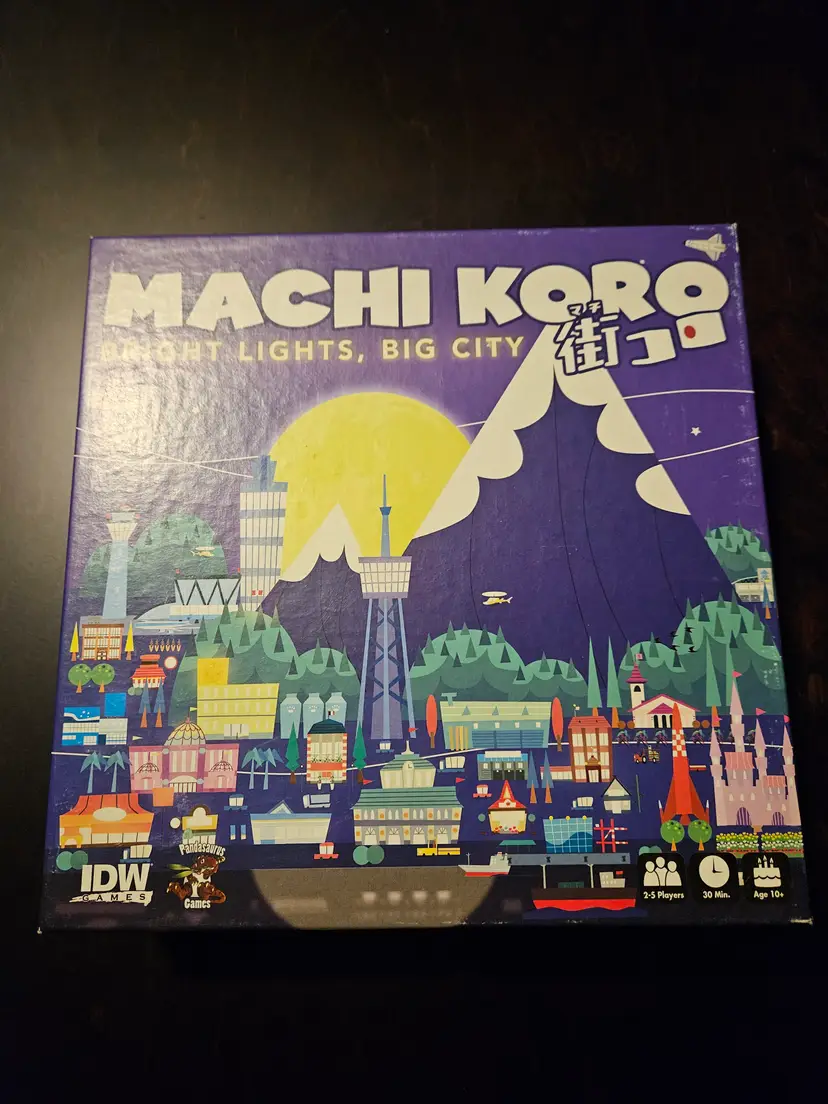 MACHI KORO
マチ
街コロ
BRIGHT LIGHTS, BIG CITY
IDW
GAMES
Pandasaurus
Games
2-5 Players
30 Min.
Age 10+